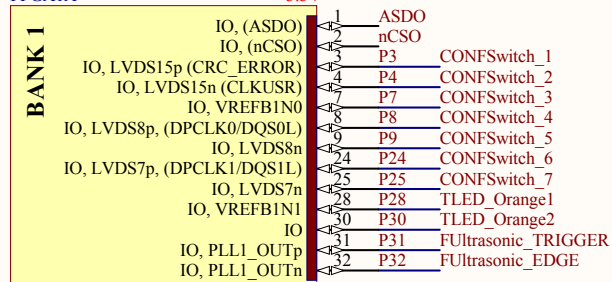 BANK 1
IO, (ASDO) 1 ASDO
IO, (nCSO) 2 nCSO
IO, LVDS15p (CRC_ERROR) 3 P3 CONFSwitch_1
IO, LVDS15n (CLKUSR) 4 P4 CONFSwitch_2
IO, VREFB1N0 7 P7 CONFSwitch_3
IO, LVDS8p, (DPCLK0/DQS0L) 8 P8 CONFSwitch_4
IO, LVDS8n 9 P9 CONFSwitch_5
IO, LVDS7p, (DPCLK1/DQS1L) 24 P24 CONFSwitch_6
IO, LVDS7n 25 P25 CONFSwitch_7
IO, VREFB1N1 28 P28 TLED_Orange1
IO 30 P30 TLED_Orange2
IO, PLL1_OUTp 31 P31 FUltrasonic_TRIGGER
IO, PLL1_OUTn 32 P32 FUltrasonic_EDGE